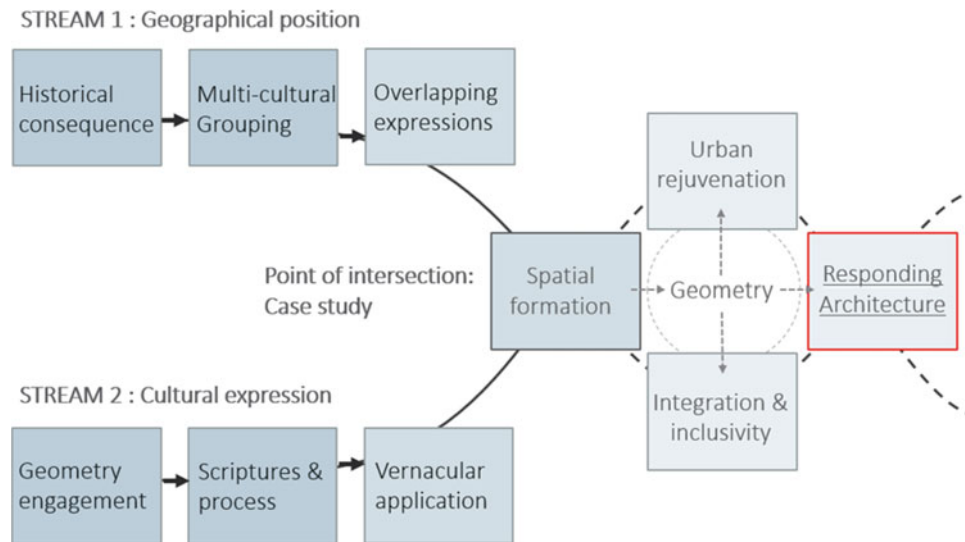 STREAM 1 : Geographical position
Historical
consequence
Multi-cultural
Grouping
Overlapping
expressions
Urban
rejuvenation
Point of intersection:
Case study
Spatial
formation
Geometry
Responding
Architecture
Integration &
inclusivity
STREAM 2 : Cultural expression
Geometry
engagement
Scriptures &
process
Vernacular
application